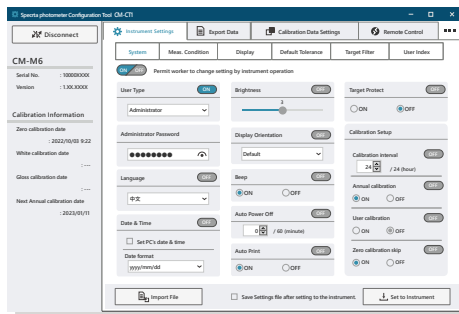 Spectra photometer Configuration Tool CM-CT1
Disconnect
CM-M6
Serial No. : 10000XXXX
Version : 1.XX.XXXX
Calibration Information
Zero calibration date
: 2022/10/03 9:22
White calibration date
: ---
Gloss calibration date
: ---
Next Annual calibration date
: 2023/01/11
Instrument Settings
Export Data
Calibration Data Settings
Remote Control
System
Meas. Condition
Display
Default Tolerance
Target Filter
User Index
ON OFF Permit worker to change setting by instrument operation
User Type ON
Administrator
Administrator Password
Language OFF
中文
Date & Time OFF
Set PC's date & time
Date format
yyyy/mm/dd
Brightness OFF
3
Display Orientation OFF
Default
Beep OFF
ON OFF
Auto Power Off OFF
0 / 60 (minute)
Auto Print OFF
ON OFF
Target Protect OFF
ON OFF
Calibration Setup
Calibration interval OFF
24 / 24 (hour)
Annual calibration OFF
ON OFF
User calibration OFF
ON OFF
Zero calibration skip OFF
ON OFF
Import File
Save Settings file after setting to the instrument.
Set to Instrument